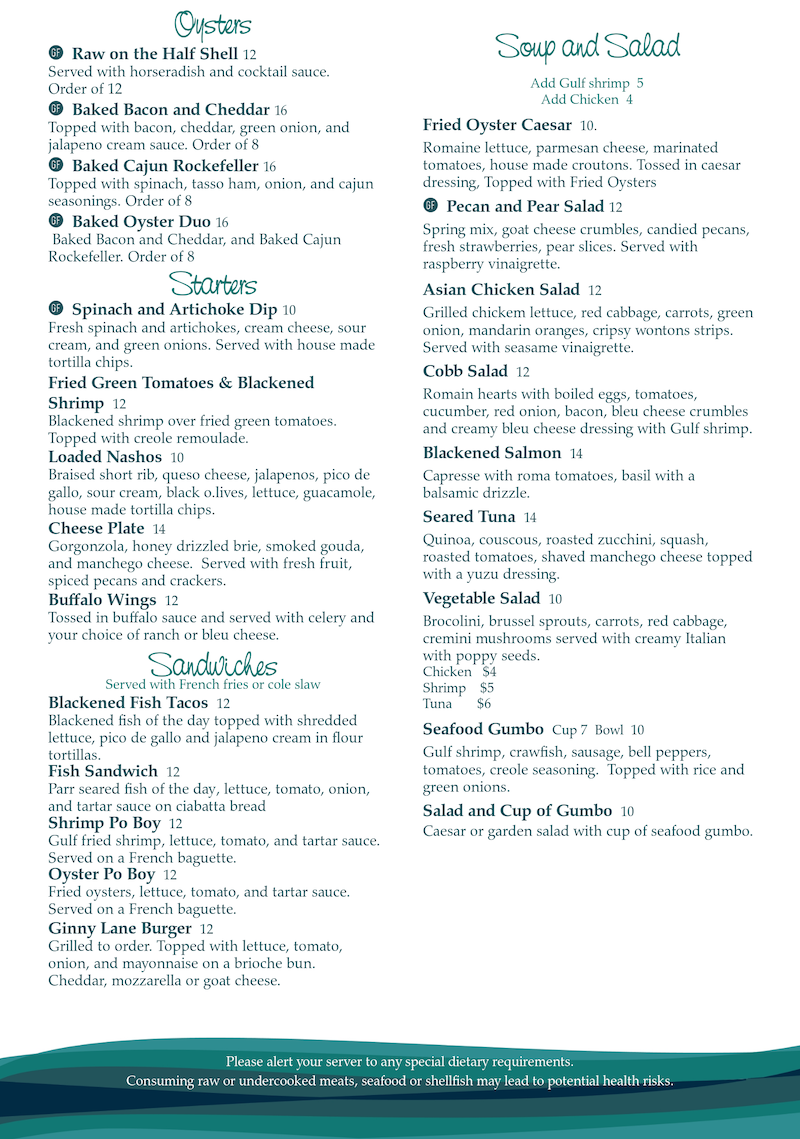 Oysters
GF Raw on the Half Shell 12
Served with horseradish and cocktail sauce.
Order of 12
GF Baked Bacon and Cheddar 16
Topped with bacon, cheddar, green onion, and
jalapeno cream sauce. Order of 8
GF Baked Cajun Rockefeller 16
Topped with spinach, tasso ham, onion, and cajun
seasonings. Order of 8
GF Baked Oyster Duo 16
Baked Bacon and Cheddar, and Baked Cajun
Rockefeller. Order of 8
Starters
GF Spinach and Artichoke Dip 10
Fresh spinach and artichokes, cream cheese, sour
cream, and green onions. Served with house made
tortilla chips.
Fried Green Tomatoes & Blackened
Shrimp 12
Blackened shrimp over fried green tomatoes.
Topped with creole remoulade.
Loaded Nashos 10
Braised short rib, queso cheese, jalapenos, pico de
gallo, sour cream, black o.lives, lettuce, guacamole,
house made tortilla chips.
Cheese Plate 14
Gorgonzola, honey drizzled brie, smoked gouda,
and manchego cheese. Served with fresh fruit,
spiced pecans and crackers.
Buffalo Wings 12
Tossed in buffalo sauce and served with celery and
your choice of ranch or bleu cheese.
Sandwiches
Served with French fries or cole slaw
Blackened Fish Tacos 12
Blackened fish of the day topped with shredded
lettuce, pico de gallo and jalapeno cream in flour
tortillas.
Fish Sandwich 12
Parr seared fish of the day, lettuce, tomato, onion,
and tartar sauce on ciabatta bread
Shrimp Po Boy 12
Gulf fried shrimp, lettuce, tomato, and tartar sauce.
Served on a French baguette.
Oyster Po Boy 12
Fried oysters, lettuce, tomato, and tartar sauce.
Served on a French baguette.
Ginny Lane Burger 12
Grilled to order. Topped with lettuce, tomato,
onion, and mayonnaise on a brioche bun.
Cheddar, mozzarella or goat cheese.
Soup and Salad
Add Gulf shrimp 5
Add Chicken 4
Fried Oyster Caesar 10.
Romaine lettuce, parmesan cheese, marinated
tomatoes, house made croutons. Tossed in caesar
dressing, Topped with Fried Oysters
GF Pecan and Pear Salad 12
Spring mix, goat cheese crumbles, candied pecans,
fresh strawberries, pear slices. Served with
raspberry vinaigrette.
Asian Chicken Salad 12
Grilled chickem lettuce, red cabbage, carrots, green
onion, mandarin oranges, cripsy wontons strips.
Served with seasame vinaigrette.
Cobb Salad 12
Romain hearts with boiled eggs, tomatoes,
cucumber, red onion, bacon, bleu cheese crumbles
and creamy bleu cheese dressing with Gulf shrimp.
Blackened Salmon 14
Capresse with roma tomatoes, basil with a
balsamic drizzle.
Seared Tuna 14
Quinoa, couscous, roasted zucchini, squash,
roasted tomatoes, shaved manchego cheese topped
with a yuzu dressing.
Vegetable Salad 10
Brocolini, brussel sprouts, carrots, red cabbage,
cremini mushrooms served with creamy Italian
with poppy seeds.
Chicken $4
Shrimp $5
Tuna $6
Seafood Gumbo Cup 7 Bowl 10
Gulf shrimp, crawfish, sausage, bell peppers,
tomatoes, creole seasoning. Topped with rice and
green onions.
Salad and Cup of Gumbo 10
Caesar or garden salad with cup of seafood gumbo.
Please alert your server to any special dietary requirements.
Consuming raw or undercooked meats, seafood or shellfish may lead to potential health risks.